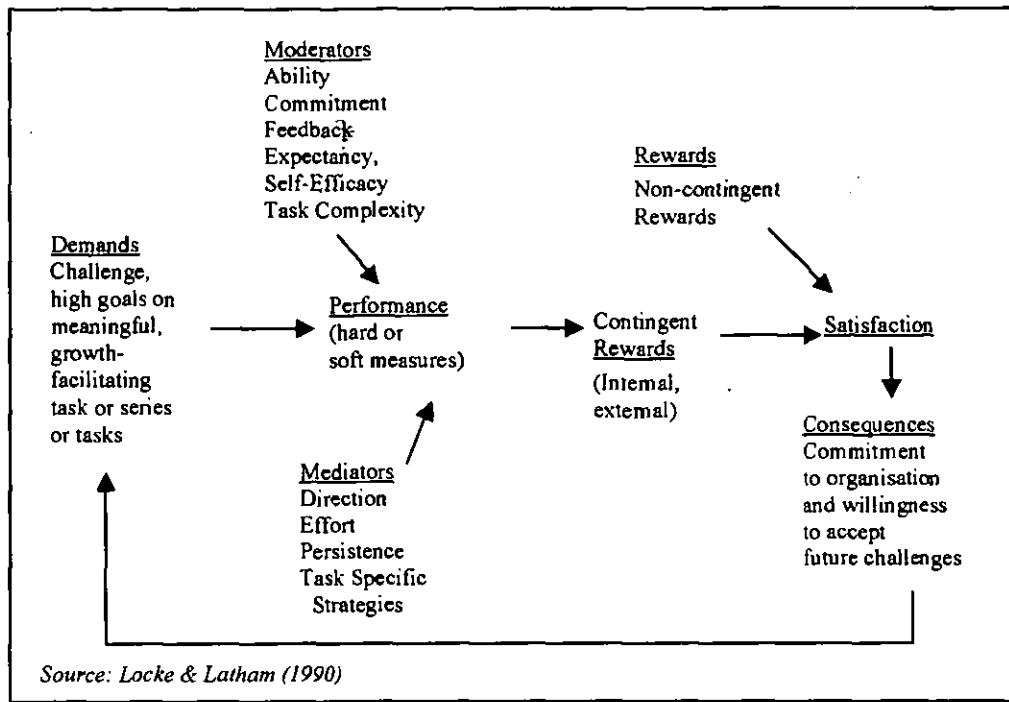 Moderators
Ability
Commitment
Feedback
Expectancy,
Self-Efficacy
Task Complexity
Rewards
Non-contingent
Rewards
Demands
Challenge,
high goals on
meaningful,
growth-
facilitating
task or series
or tasks
Performance
(hard or
soft measures)
Contingent
Rewards
(Internal,
external)
Satisfaction
Mediators
Direction
Effort
Persistence
Task Specific
Strategies
Consequences
Commitment
to organisation
and willingness
to accept
future challenges
Source: Locke & Latham (1990)